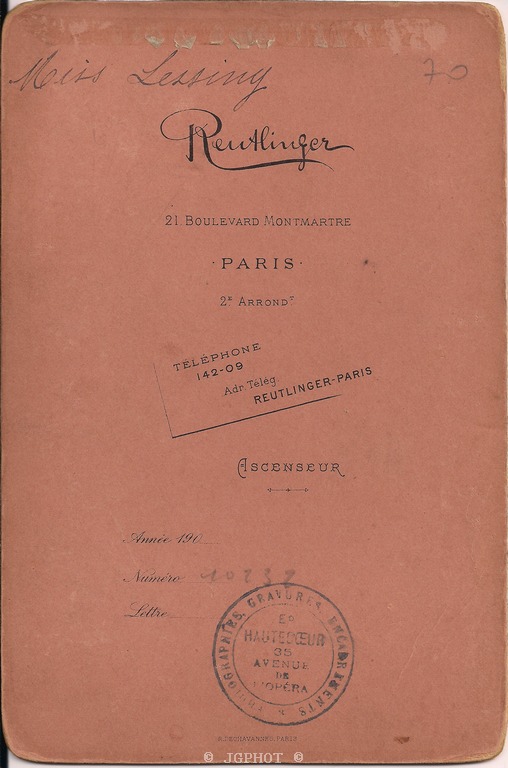 Miss Lessing 70
Reutlinger
21 BOULEVARD MONTMARTRE
·PARIS·
2E ARRONDT
TÉLÉPHONE
142-09
Adr. Télég.
REUTLINGER-PARIS
ASCENSEUR
Année 190
Numéro 10232
Lettre
PHOTOGRAPHIES, GRAVURES, ENCADREMENTS
HAUTECŒUR
35
AVENUE
DE
L'OPÉRA
© JGPHOT ©